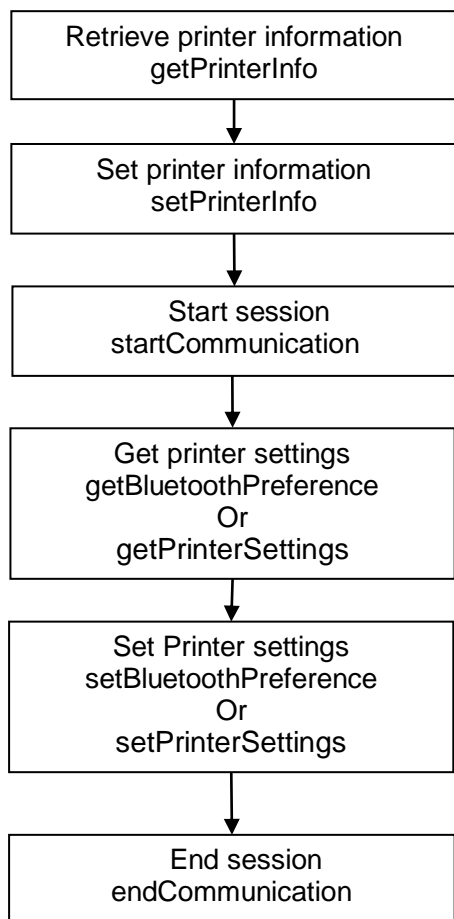 Retrieve printer information
getPrinterInfo
Set printer information
setPrinterInfo
Start session
startCommunication
Get printer settings
getBluetoothPreference
Or
getPrinterSettings
Set Printer settings
setBluetoothPreference
Or
setPrinterSettings
End session
endCommunication